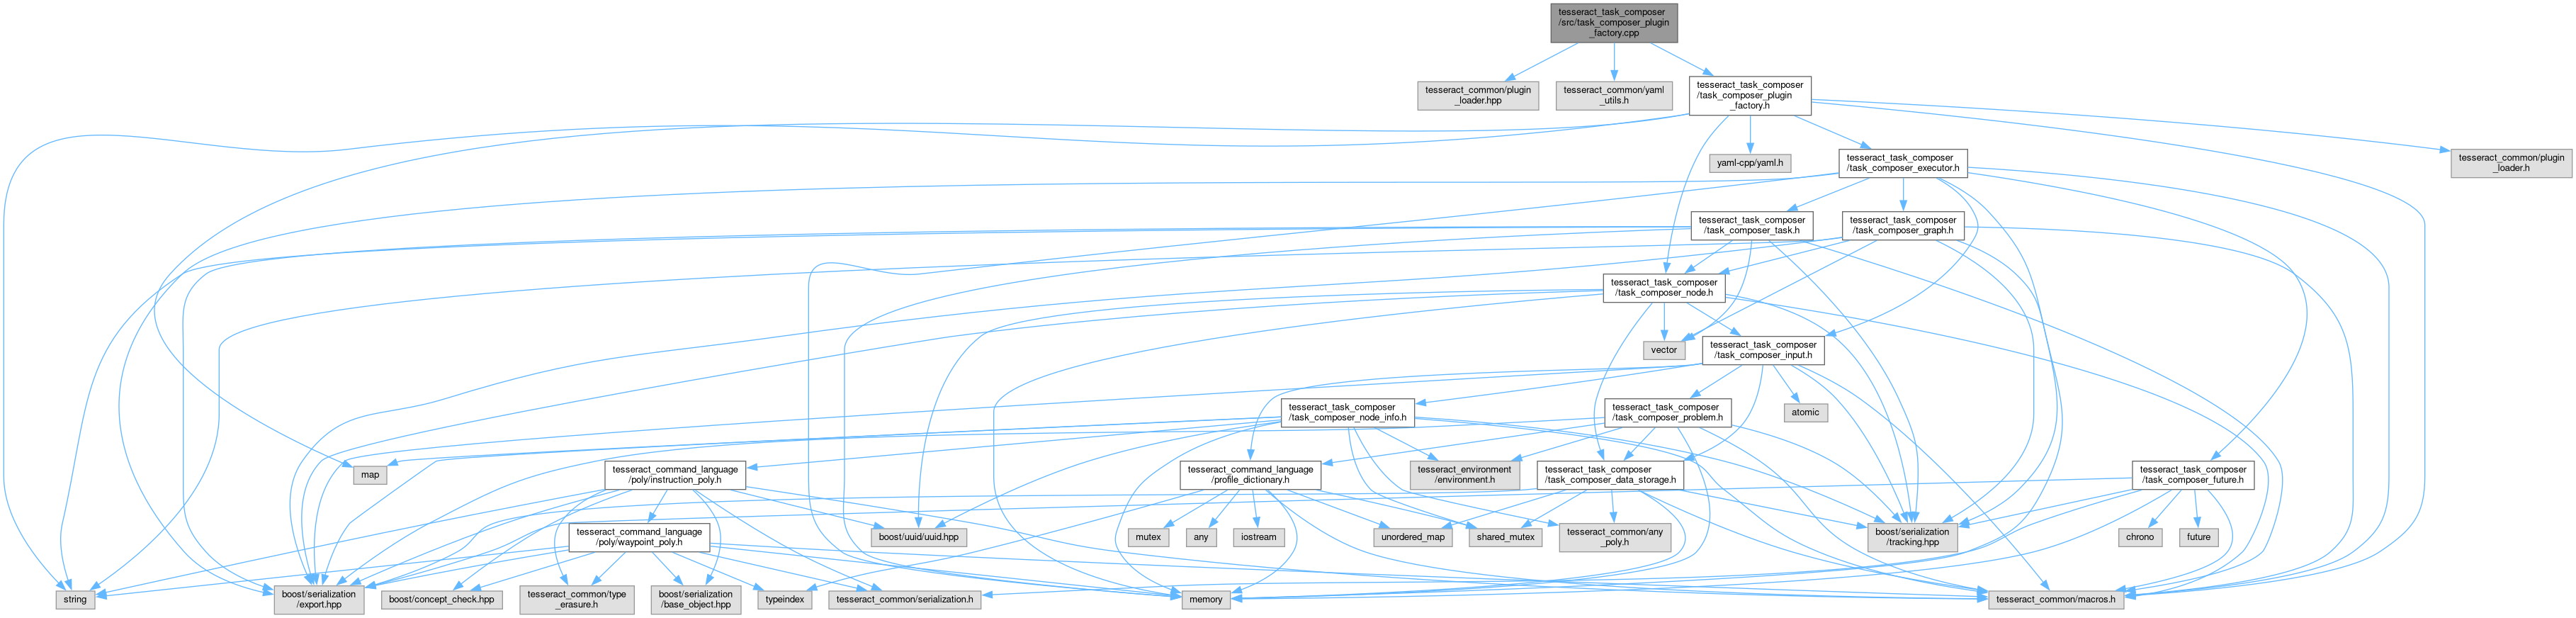 tesseract_task_composer
/src/task_composer_plugin
_factory.cpp
tesseract_common/plugin
_loader.hpp
tesseract_common/yaml
_utils.h
tesseract_task_composer
/task_composer_plugin
_factory.h
yaml-cpp/yaml.h
tesseract_task_composer
/task_composer_executor.h
tesseract_common/plugin
_loader.h
tesseract_task_composer
/task_composer_task.h
tesseract_task_composer
/task_composer_graph.h
tesseract_task_composer
/task_composer_node.h
vector
tesseract_task_composer
/task_composer_input.h
tesseract_task_composer
/task_composer_node_info.h
tesseract_task_composer
/task_composer_problem.h
atomic
map
tesseract_command_language
/poly/instruction_poly.h
tesseract_command_language
/profile_dictionary.h
tesseract_environment
/environment.h
tesseract_task_composer
/task_composer_data_storage.h
tesseract_task_composer
/task_composer_future.h
tesseract_command_language
/poly/waypoint_poly.h
boost/uuid/uuid.hpp
mutex
any
iostream
unordered_map
shared_mutex
tesseract_common/any
_poly.h
boost/serialization
/tracking.hpp
chrono
future
string
boost/serialization
/export.hpp
boost/concept_check.hpp
tesseract_common/type
_erasure.h
boost/serialization
/base_object.hpp
typeindex
tesseract_common/serialization.h
memory
tesseract_common/macros.h